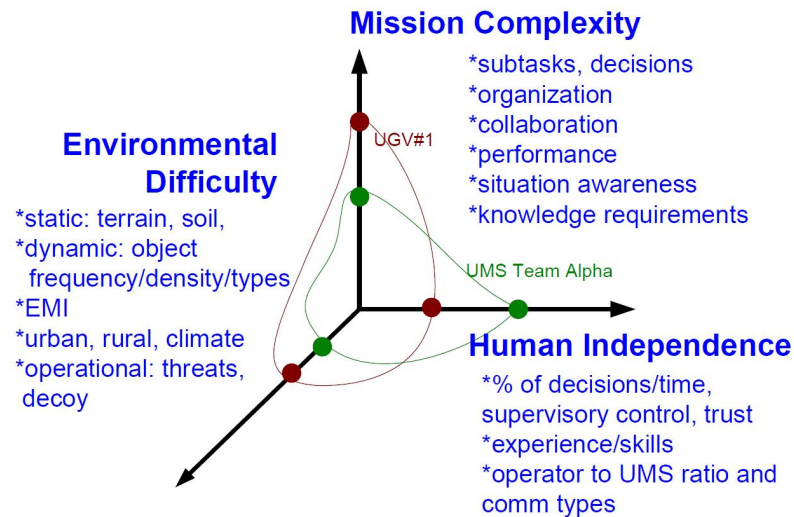 Mission Complexity
*subtasks, decisions
*organization
*collaboration
*performance
*situation awareness
*knowledge requirements
UGV#1
Environmental
Difficulty
*static: terrain, soil,
*dynamic: object
frequency/density/types
*EMI
*urban, rural, climate
*operational: threats,
decoy
UMS Team Alpha
Human Independence
*% of decisions/time,
supervisory control, trust
*experience/skills
*operator to UMS ratio and
comm types